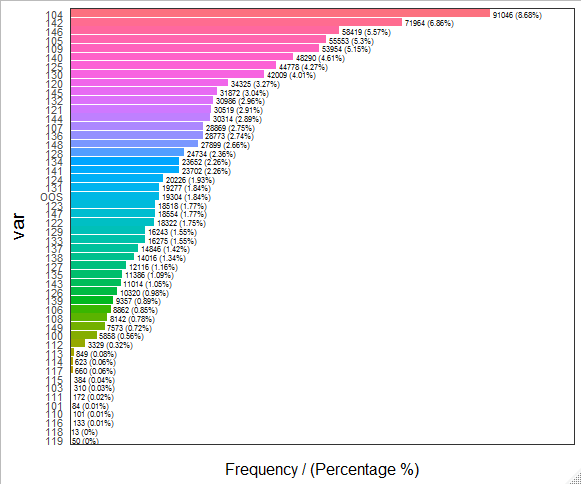 104 91046 (8.68%)
142 71964 (6.86%)
146 58419 (5.57%)
105 55553 (5.3%)
109 53954 (5.15%)
140 48290 (4.61%)
125 44778 (4.27%)
130 42009 (4.01%)
120 34325 (3.27%)
145 31872 (3.04%)
132 30986 (2.96%)
121 30519 (2.91%)
144 30314 (2.89%)
107 28869 (2.75%)
136 28773 (2.74%)
148 27899 (2.66%)
128 24734 (2.36%)
134 23652 (2.26%)
141 23702 (2.26%)
124 20226 (1.93%)
131 19277 (1.84%)
OOS 19304 (1.84%)
123 18518 (1.77%)
147 18554 (1.77%)
122 18322 (1.75%)
129 16243 (1.55%)
133 16275 (1.55%)
137 14846 (1.42%)
138 14016 (1.34%)
127 12116 (1.16%)
135 11386 (1.09%)
143 11014 (1.05%)
126 10320 (0.98%)
139 9357 (0.89%)
106 8862 (0.85%)
108 8142 (0.78%)
149 7573 (0.72%)
100 5858 (0.56%)
112 3329 (0.32%)
113 849 (0.08%)
114 623 (0.06%)
117 660 (0.06%)
115 384 (0.04%)
103 310 (0.03%)
111 172 (0.02%)
101 84 (0.01%)
110 101 (0.01%)
116 133 (0.01%)
118 13 (0%)
119 50 (0%)
var
Frequency / (Percentage %)